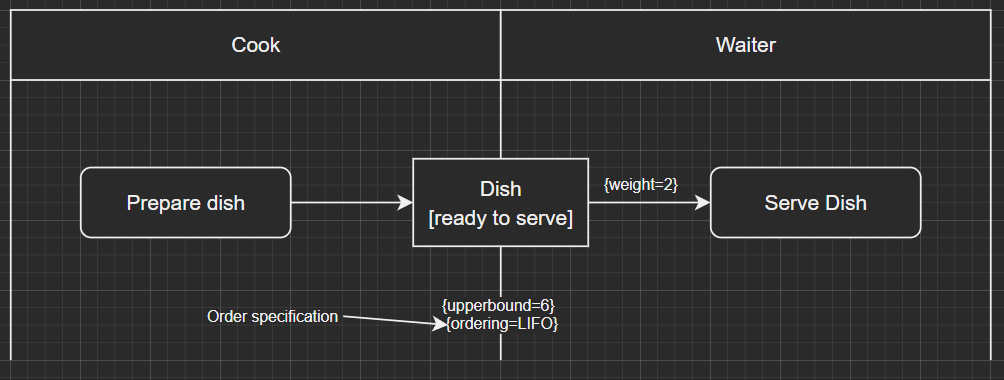 Cook
Waiter
Prepare dish
Dish
[ready to serve]
{weight=2}
Serve Dish
{upperbound=6}
Order specification
{ordering=LIFO}